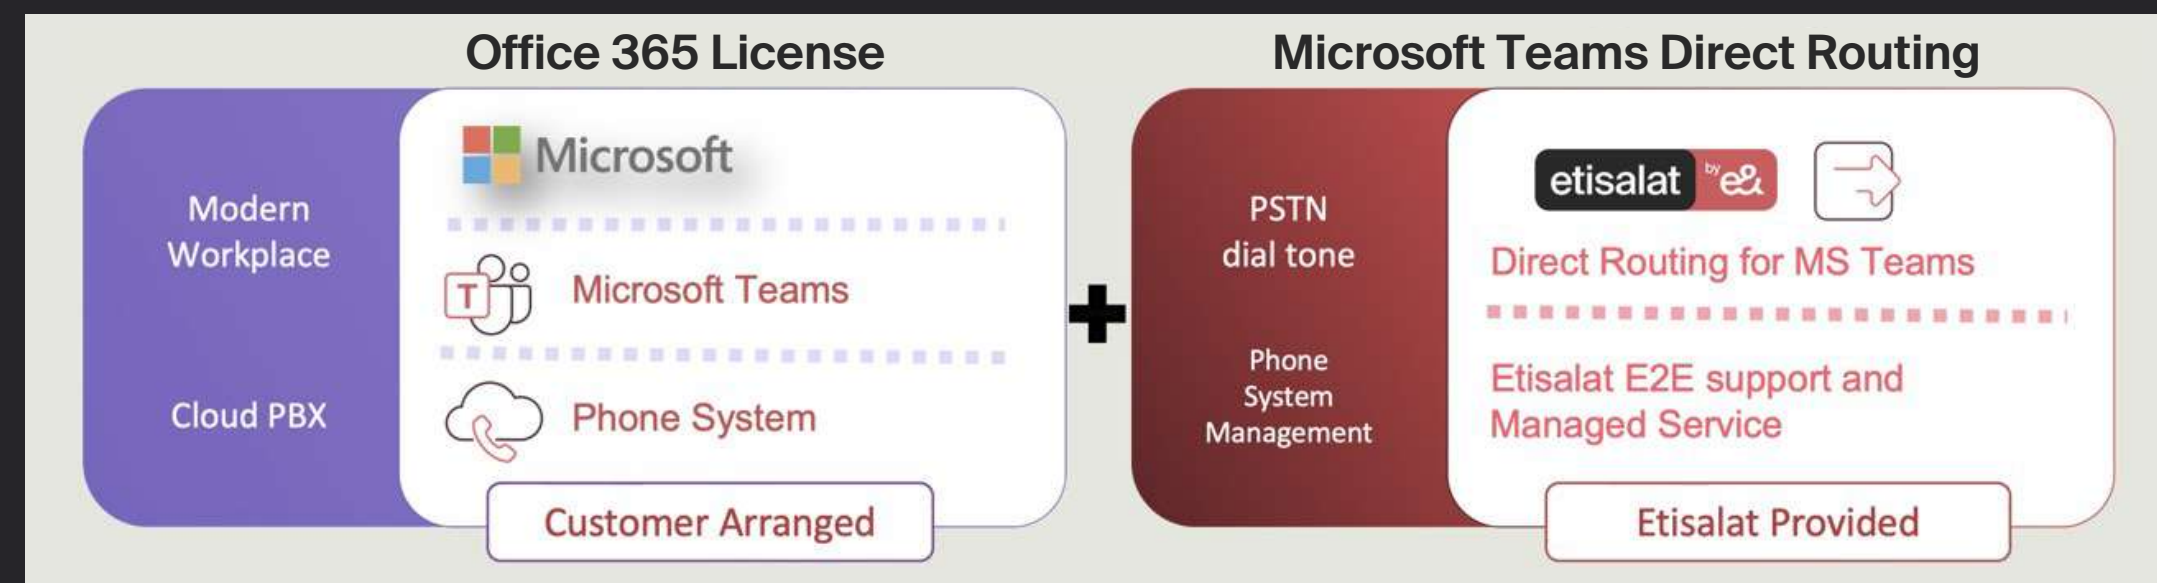 Office 365 License
Modern
Workplace
Cloud PBX
Microsoft
T
Microsoft Teams
Phone System
Customer Arranged
Microsoft Teams Direct Routing
PSTN
dial tone
Phone
System
Management
etisalat by e&
Direct Routing for MS Teams
Etisalat E2E support and
Managed Service
Etisalat Provided